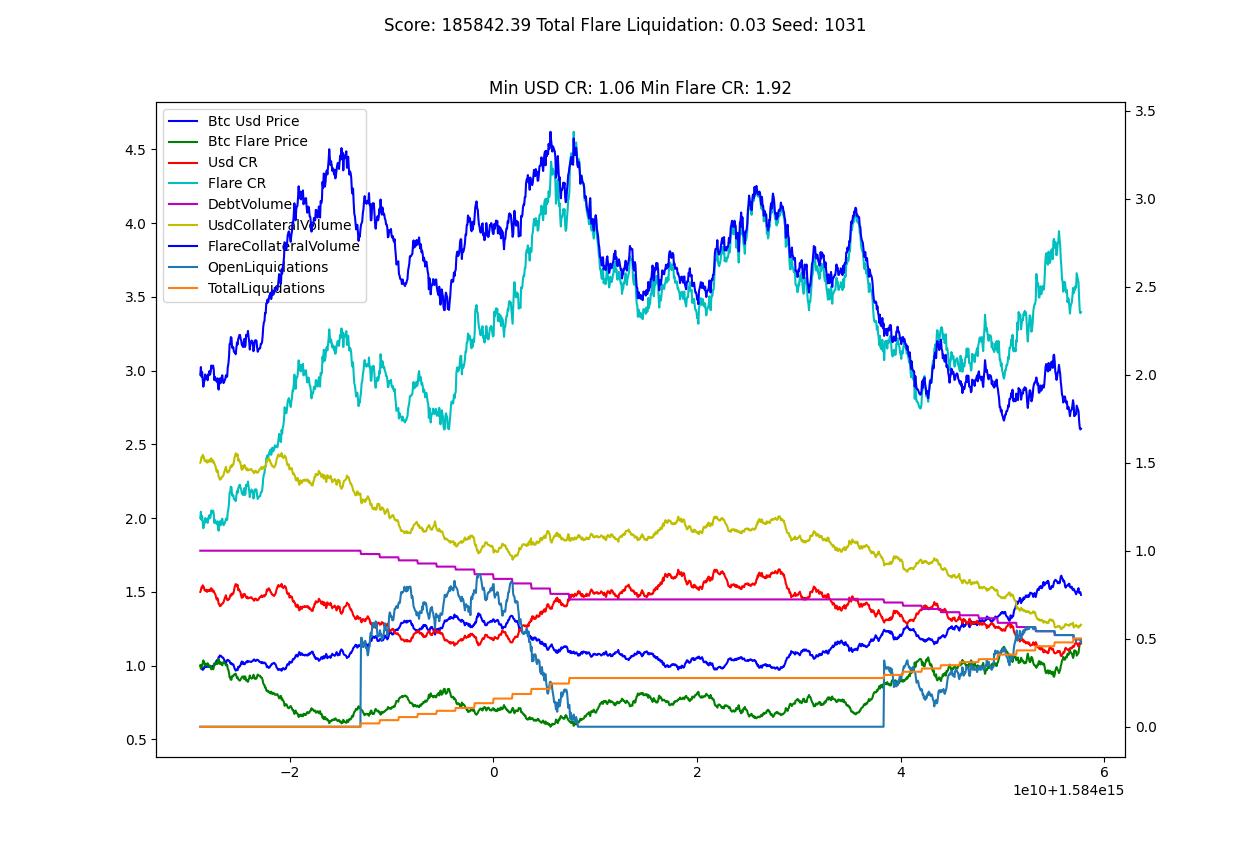 Score: 185842.39 Total Flare Liquidation: 0.03 Seed: 1031
Min USD CR: 1.06 Min Flare CR: 1.92
Btc Usd Price
Btc Flare Price
Usd CR
Flare CR
DebtVolume
UsdCollateralVolume
FlareCollateralVolume
OpenLiquidations
TotalLiquidations
4.5
4.0
3.5
3.0
2.5
2.0
1.5
1.0
0.5
3.5
3.0
2.5
2.0
1.5
1.0
0.5
0.0
−2 0 2 4 6
1e10+1.584e15